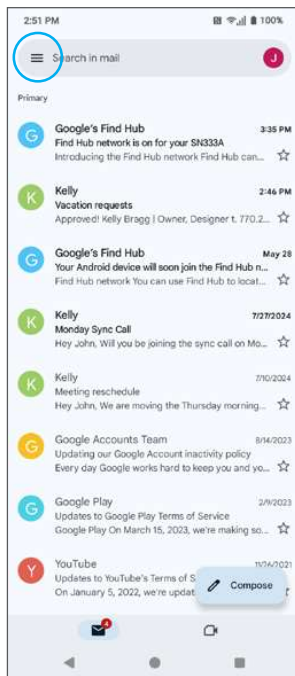 2:51 PM 100%
Search in mail J
Primary
G Google's Find Hub 3:35 PM
Find Hub network is on for your SN333A
Introducing the Find Hub network Find Hub can...
K Kelly 2:46 PM
Vacation requests
Approved! Kelly Bragg | Owner, Designer t. 770.2...
G Google's Find Hub May 28
Your Android device will soon join the Find Hub n...
Find Hub network You can use Find Hub to locat...
K Kelly 7/27/2024
Monday Sync Call
Hey John, Will you be joining the sync call on Mo...
K Kelly 7/10/2024
Meeting reschedule
Hey John, We are moving the Thursday morning...
G Google Accounts Team 8/14/2023
Updating our Google Account inactivity policy
Every day Google works hard to keep you and yo...
G Google Play 2/9/2023
Updates to Google Play Terms of Service
Google Play On March 15, 2023, we're making so...
Y YouTube 11/26/2021
Updates to YouTube's Terms of S
On January 5, 2022, we're updat
Compose
4